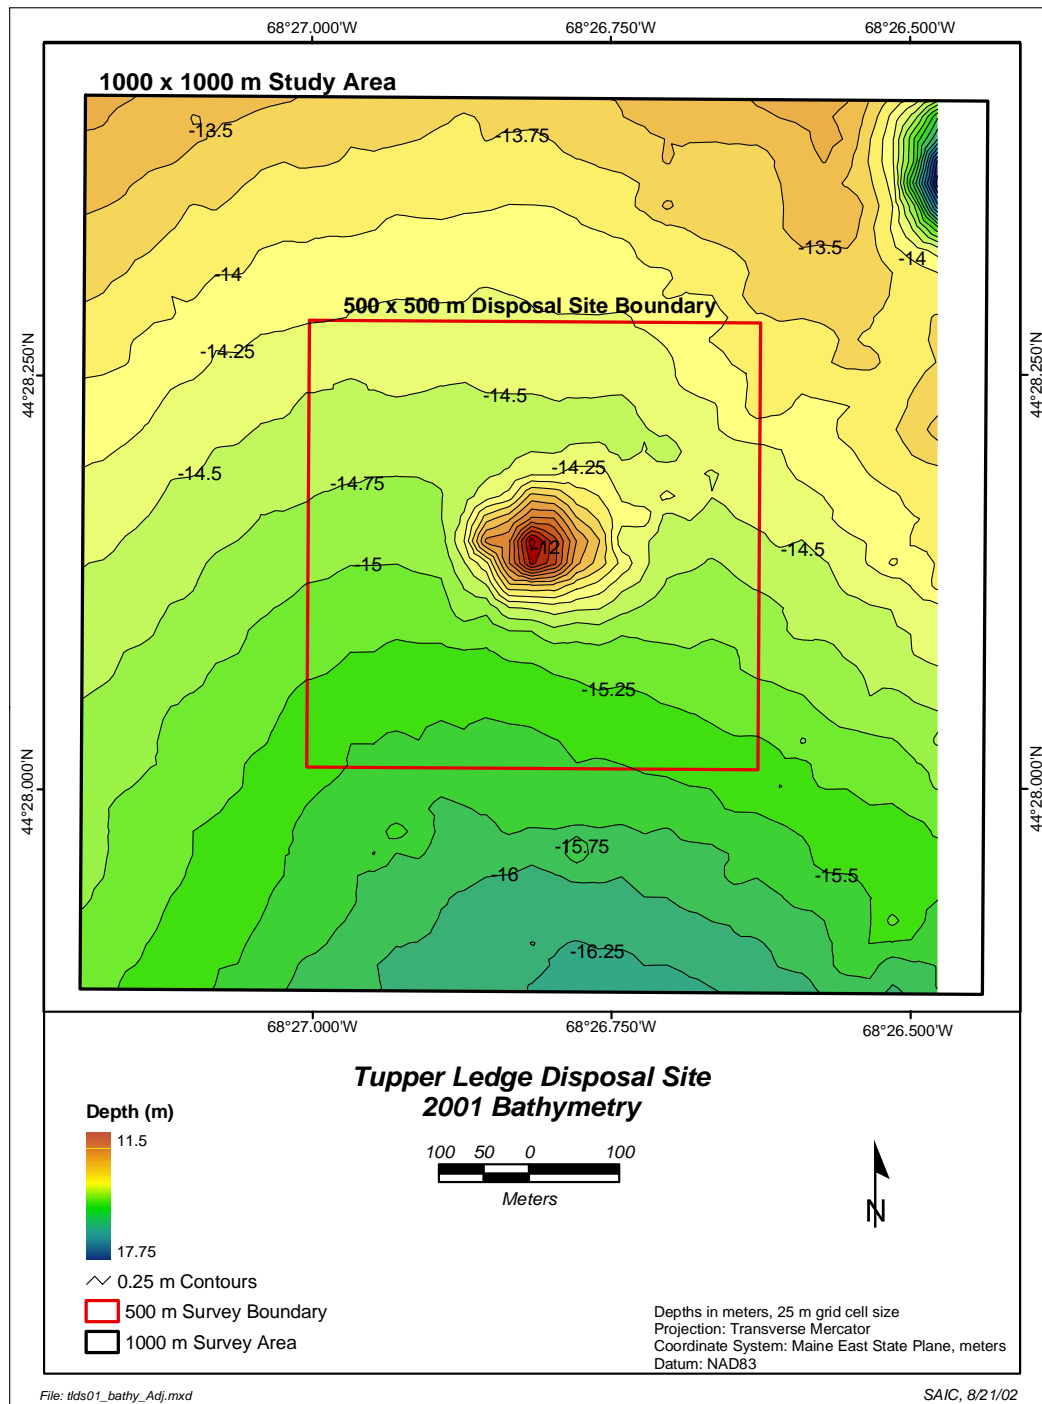 68°27.000'W 68°26.750'W 68°26.500'W
1000 x 1000 m Study Area
-13.5
-13.75
-13.5
-14
-14
500 x 500 m Disposal Site Boundary
-14.25
44°28.250'N
44°28.250'N
-14.5
-14.25
-14.5
-14.75
-12
-14.5
-15
-15.25
44°28.000'N
44°28.000'N
-15.75
-16
-15.5
-16.25
68°27.000'W 68°26.750'W 68°26.500'W
Tupper Ledge Disposal Site
2001 Bathymetry
Depth (m)
11.5
17.75
100 50 0 100
Meters
N
0.25 m Contours
500 m Survey Boundary
1000 m Survey Area
Depths in meters, 25 m grid cell size
Projection: Transverse Mercator
Coordinate System: Maine East State Plane, meters
Datum: NAD83
File: tlds01_bathy_Adj.mxd
SAIC, 8/21/02